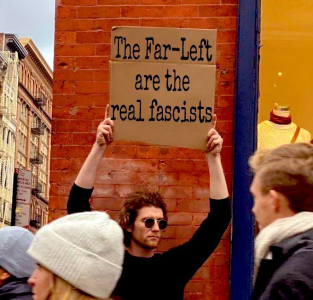 The Far-Left
are the
real fascists